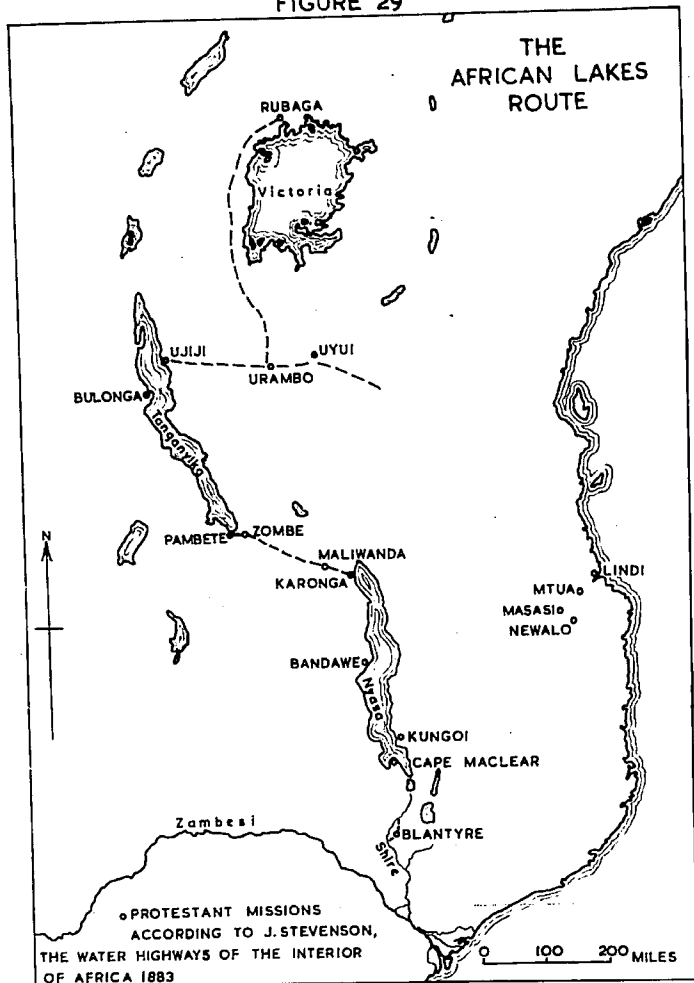 FIGURE 29
THE
AFRICAN LAKES
ROUTE
RUBAGA
Victoria
UJIJI
UYUI
URAMBO
BULONGA
Tanganyika
N
PAMBETE
ZOMBE
MALIWANDA
KARONGA
LINDI
MTUA
MASASI
NEWALO
BANDAWE
Nyasa
KUNGOI
CAPE MACLEAR
Zambesi
BLANTYRE
Shire
PROTESTANT MISSIONS
ACCORDING TO J. STEVENSON,
THE WATER HIGHWAYS OF THE INTERIOR
OF AFRICA 1883
0 100 200 MILES